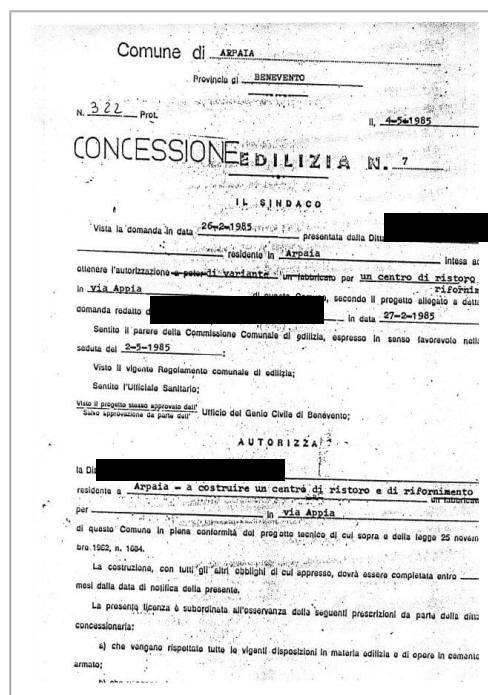 Comune di ARPAIA
Provincia di BENEVENTO
N. 322 Prot.
li, 4-5-1985
CONCESSIONE EDILIZIA N. 7
IL SINDACO
Vista la domanda in data 26-2-1985 presentata dalla Ditta
residente in Arpaia intesa ad
ottenere l'autorizzazione a poter di variante un fabbricato per un centro di ristoro
riforniz
in via Appia di questo Comune, secondo il progetto allegato a detta
domanda redatto d in data 27-2-1985
Sentito il parere della Commissione Comunale di edilizia, espresso in senso favorevole nella
seduta del 2-5-1985 ;
Visto il vigente Regolamento comunale di edilizia;
Sentito l'Ufficiale Sanitario;
Visto il progetto stesso approvato dall'
Salvo approvazione da parte dell' Ufficio del Genio Civile di Benevento;
AUTORIZZA
la Di
residente a Arpaia - a costruire un centro di ristoro e di rifornimento
un fabbricato
per in via Appia
di questo Comune in piena conformità del progetto tecnico di cui sopra e della legge 25 novem
bre 1962, n. 1684.
La costruzione, con tutti gli altri obblighi di cui appresso, dovrà essere completata entro
mesi dalla data di notifica della presente.
La presente licenza è subordinata all'osservanza delle seguenti prescrizioni da parte della ditta
concessionaria:
a) che vengano rispettate tutte le vigenti disposizioni in materia edilizia e di opere in cemento
armato;